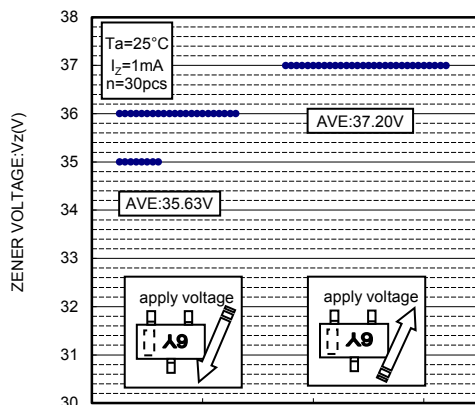 38
37
36
35
34
33
32
31
30
ZENER VOLTAGE:Vz(V)
Ta=25°C
IZ=1mA
n=30pcs
AVE:37.20V
AVE:35.63V
apply voltage
apply voltage